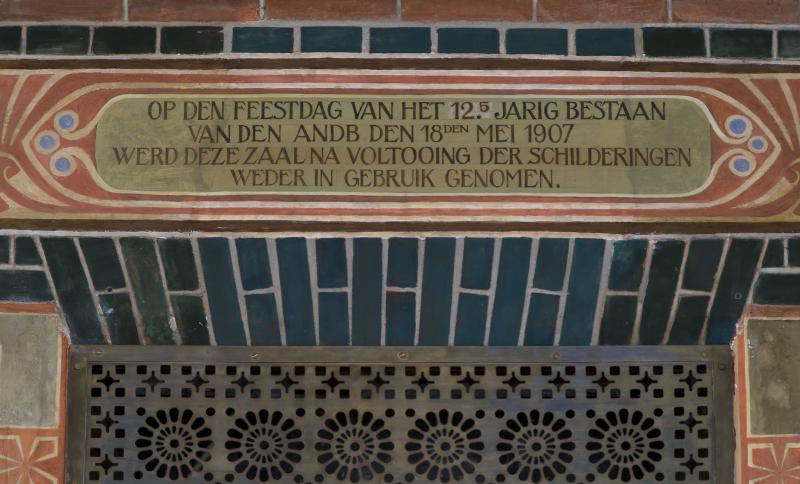 OP DEN FEESTDAG VAN HET 12.5 JARIG BESTAAN
VAN DEN ANDB DEN 18DEN MEI 1907
WERD DEZE ZAAL NA VOLTOOING DER SCHILDERINGEN
WEDER IN GEBRUIK GENOMEN.